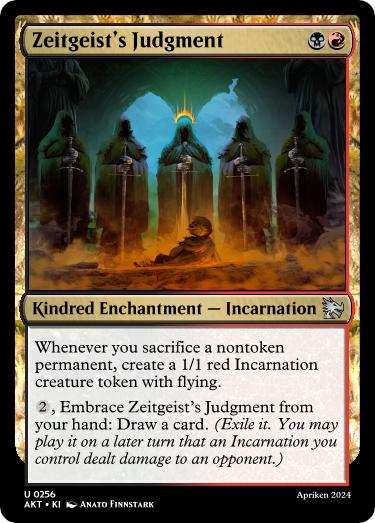 Zeitgeist's Judgment
Kindred Enchantment — Incarnation
Whenever you sacrifice a nontoken
permanent, create a 1/1 red Incarnation
creature token with flying.
2, Embrace Zeitgeist's Judgment from
your hand: Draw a card. (Exile it. You may
play it on a later turn that an Incarnation you
control dealt damage to an opponent.)
U 0256
AKT • KI Anato Finnstark
Apriken 2024